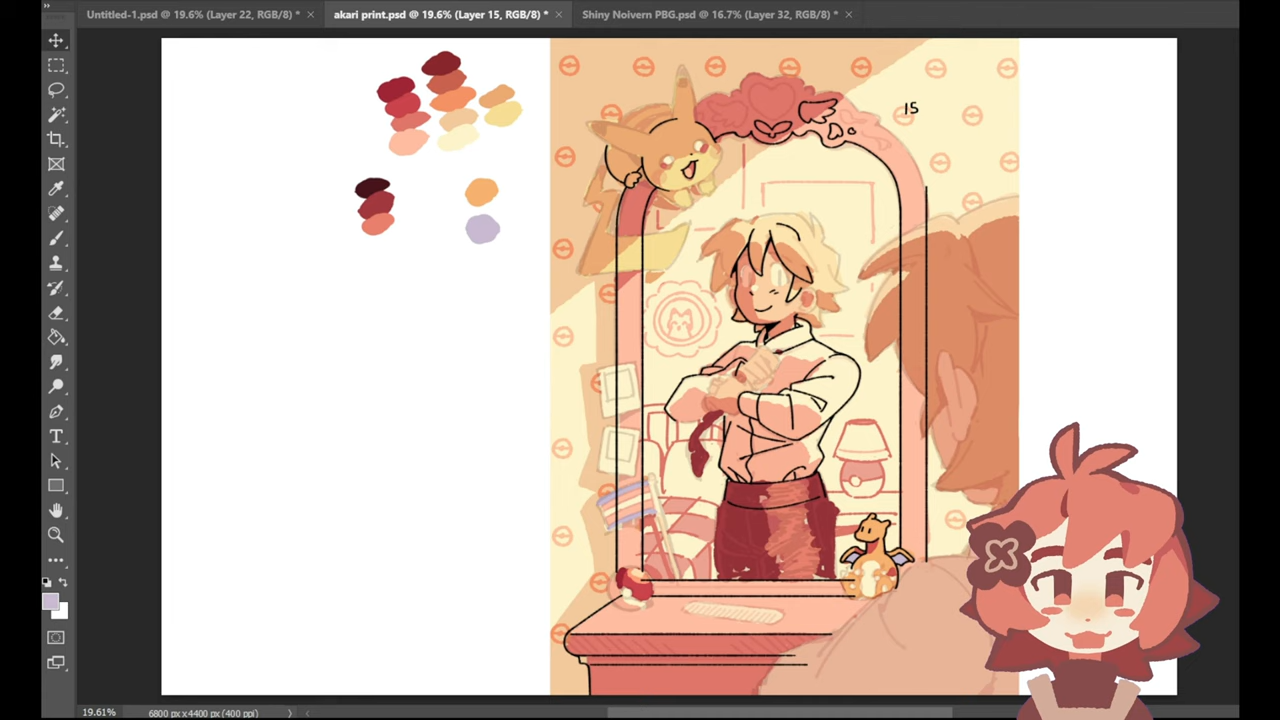 Untitled-1.psd @ 19.6% (Layer 22, RGB/8) * ×
akari print.psd @ 19.6% (Layer 15, RGB/8) * ×
Shiny Noivern PBG.psd @ 16.7% (Layer 32, RGB/8) * ×
15
19.61%
6800 px x 4400 px (400 ppi)